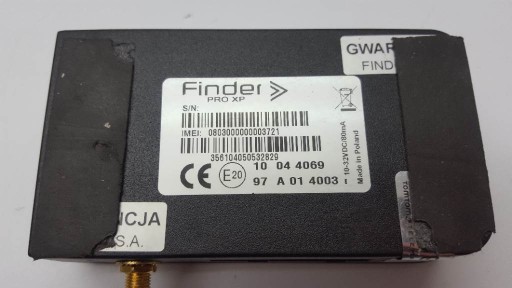 GWAR
FIND
Finder
PRO XP
S/N:
IMEI: 0803000000003721
356104050532829
CE E20 10 04 4069
97 A 01 4003
10-32VDC/80mA
Made in Poland
NCJA
S.A.